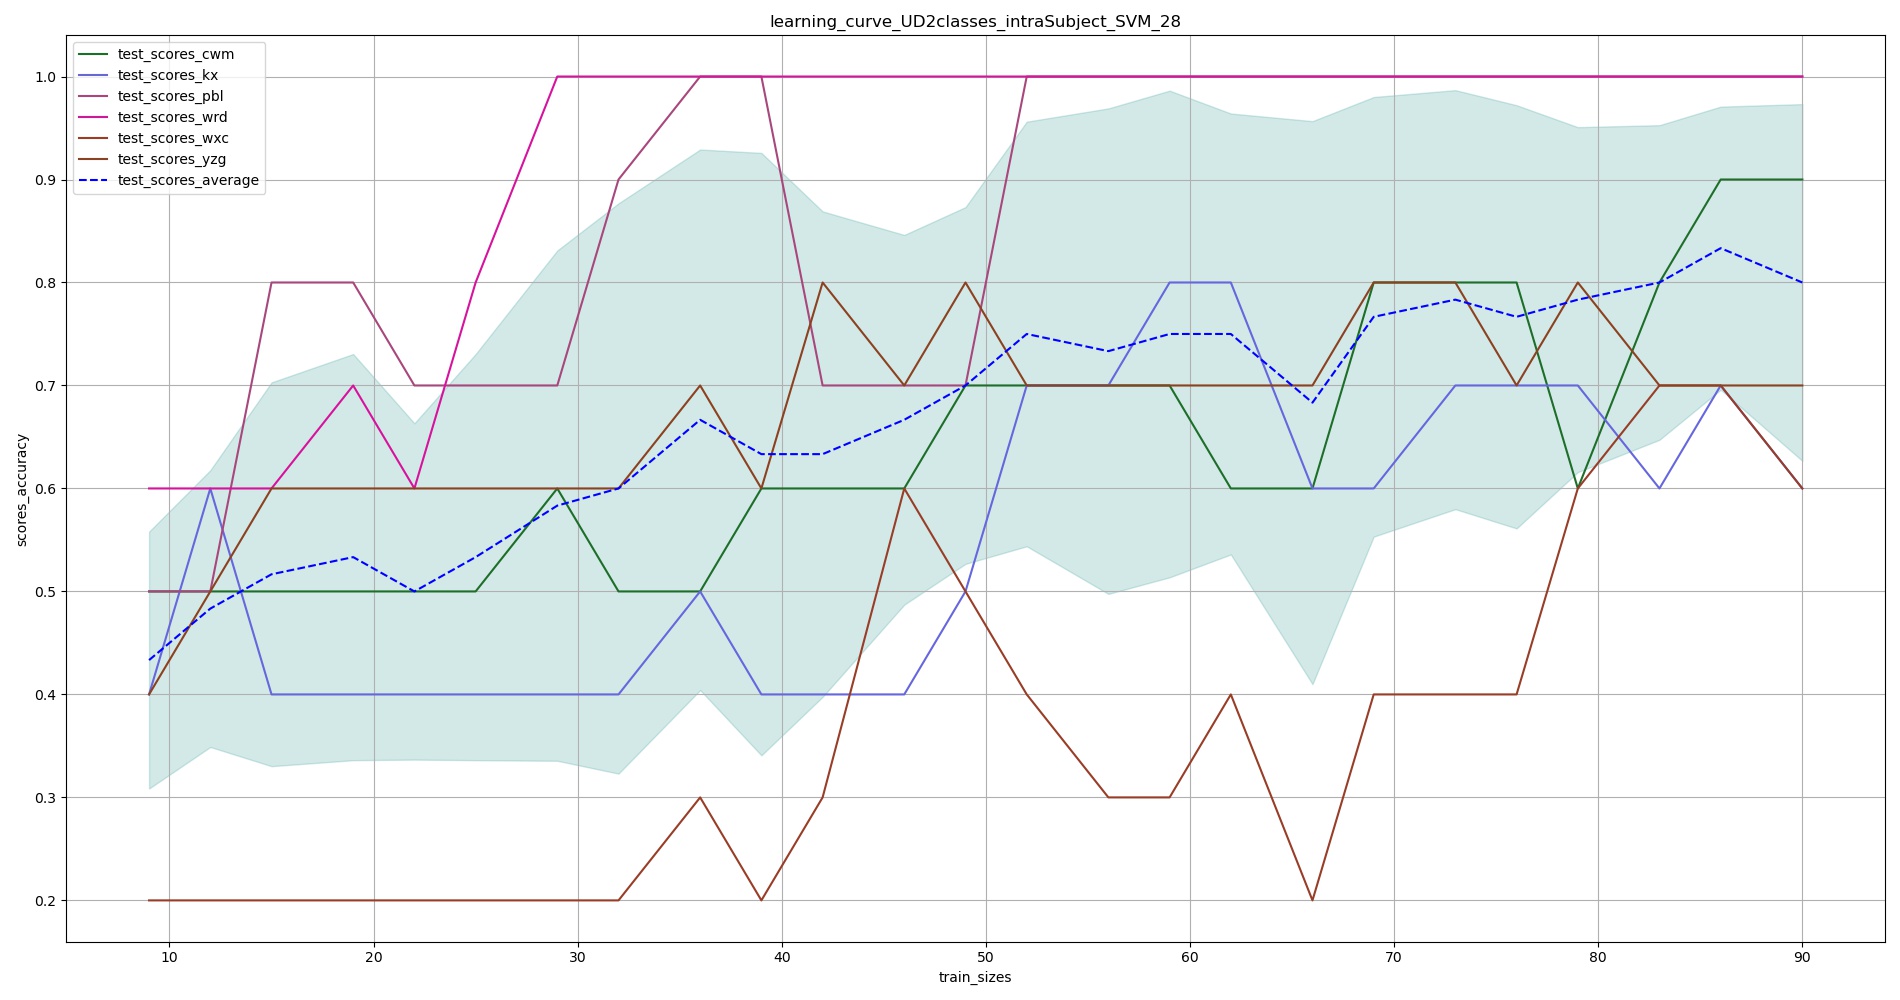 learning_curve_UD2classes_intraSubject_SVM_28
test_scores_cwm
test_scores_kx
test_scores_pbl
test_scores_wrd
test_scores_wxc
test_scores_yzg
test_scores_average
scores_accuracy
1.0
0.9
0.8
0.7
0.6
0.5
0.4
0.3
0.2
10 20 30 40 50 60 70 80 90
train_sizes